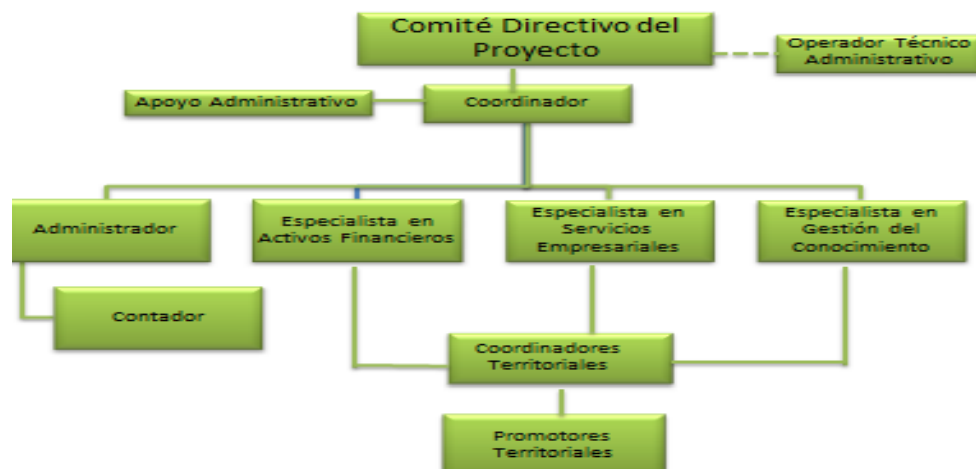 Comité Directivo del
Proyecto
Operador Técnico
Administrativo
Apoyo Administrativo
Coordinador
Administrador
Especialista en
Activos Financieros
Especialista en
Servicios
Empresariales
Especialista en
Gestión del
Conocimiento
Contador
Coordinadores
Territoriales
Promotores
Territoriales